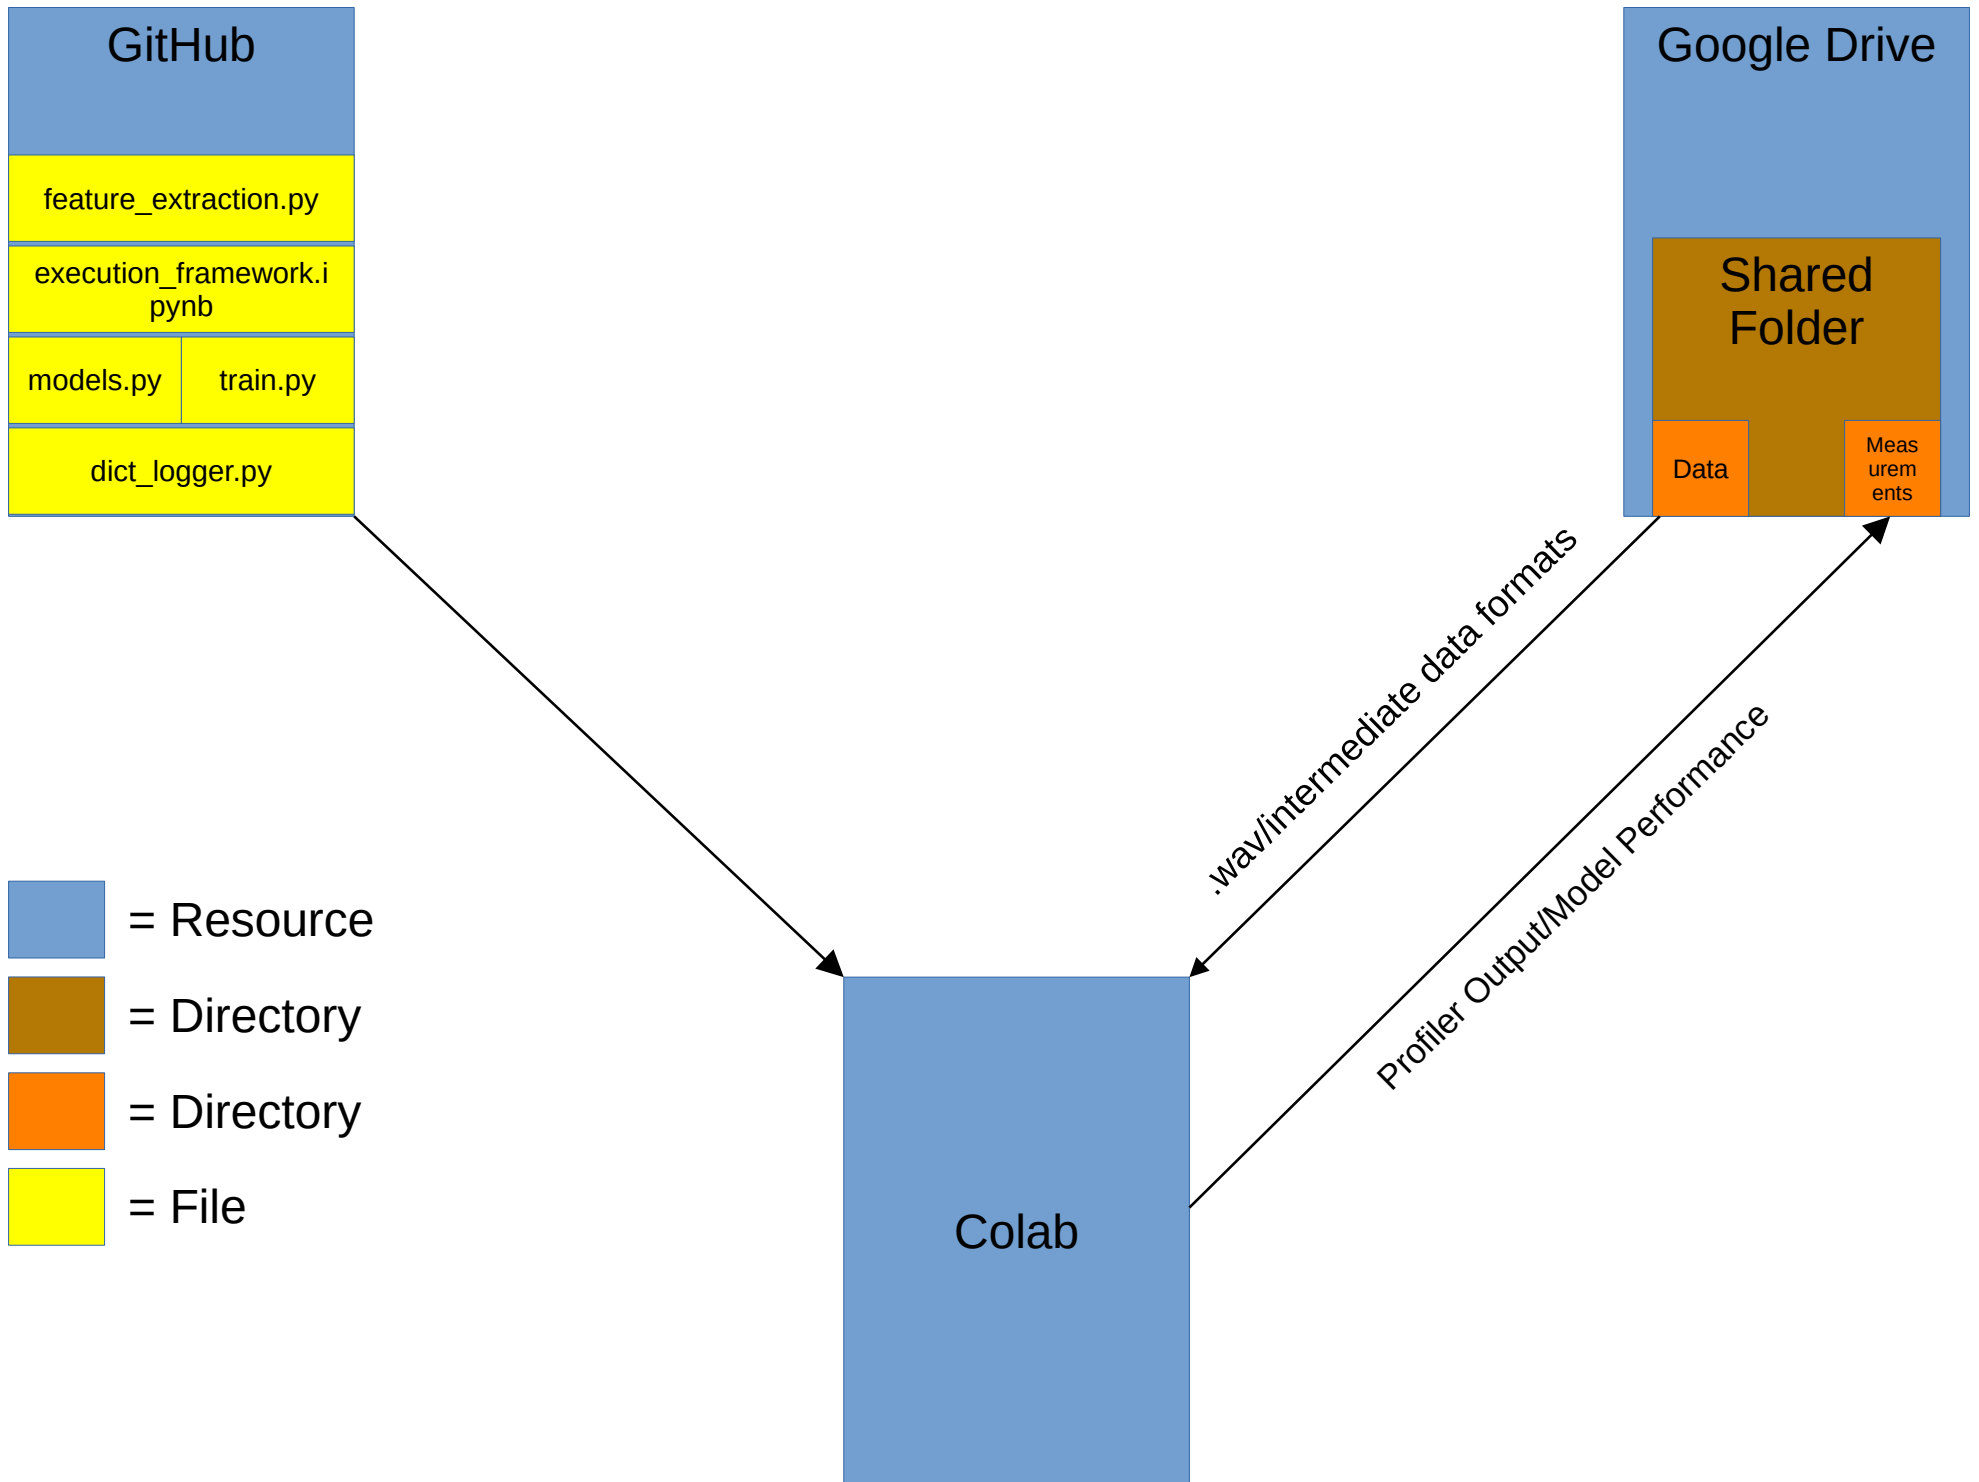 GitHub
feature_extraction.py
execution_framework.i
pynb
models.py
train.py
dict_logger.py
Google Drive
Shared
Folder
Data
Meas
urem
ents
.wav/intermediate data formats
Profiler Output/Model Performance
= Resource
= Directory
= Directory
= File
Colab